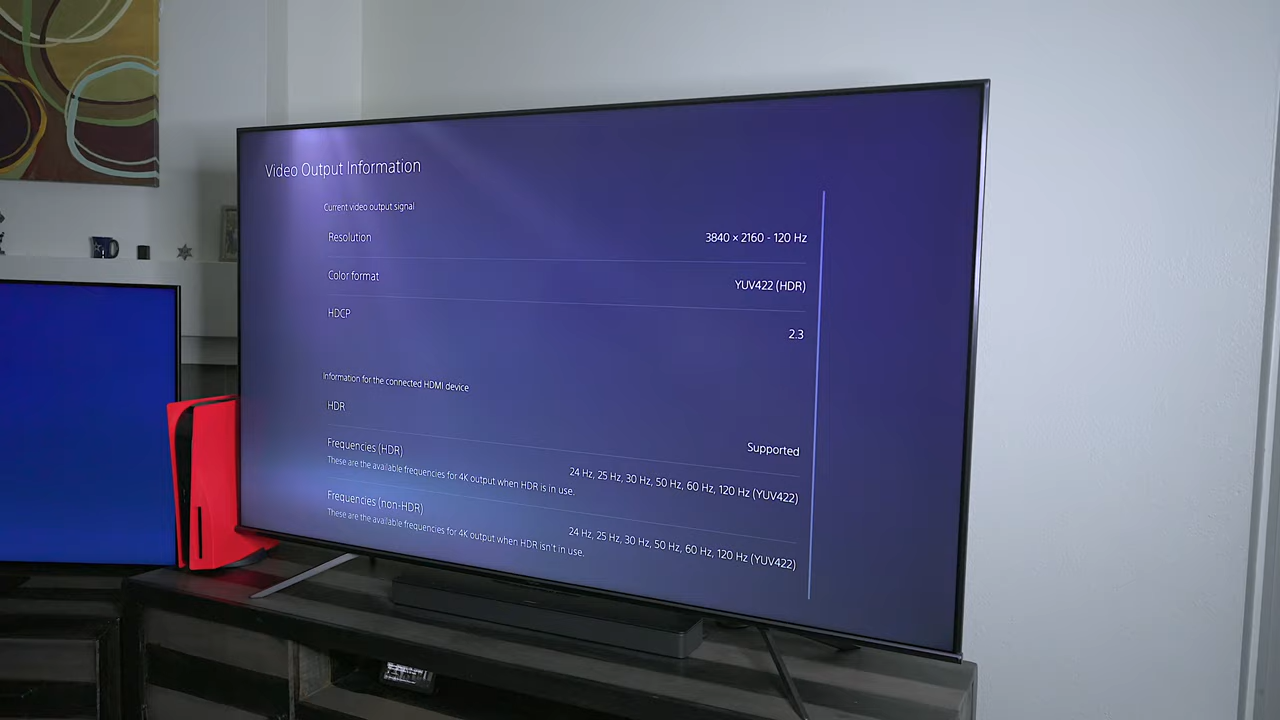 Video Output Information
Current video output signal
Resolution 3840 × 2160 - 120 Hz
Color format YUV422 (HDR)
HDCP 2.3
Information for the connected HDMI device
HDR Supported
Frequencies (HDR)
These are the available frequencies for 4K output when HDR is in use.
24 Hz, 25 Hz, 30 Hz, 50 Hz, 60 Hz, 120 Hz (YUV422)
Frequencies (non-HDR)
These are the available frequencies for 4K output when HDR isn't in use.
24 Hz, 25 Hz, 30 Hz, 50 Hz, 60 Hz, 120 Hz (YUV422)